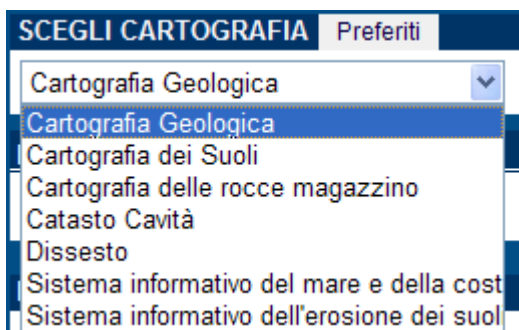 SCEGLI CARTOGRAFIA Preferiti
Cartografia Geologica
Cartografia Geologica
Cartografia dei Suoli
Cartografia delle rocce magazzino
Catasto Cavità
Dissesto
Sistema informativo del mare e della cost
Sistema informativo dell'erosione dei suol